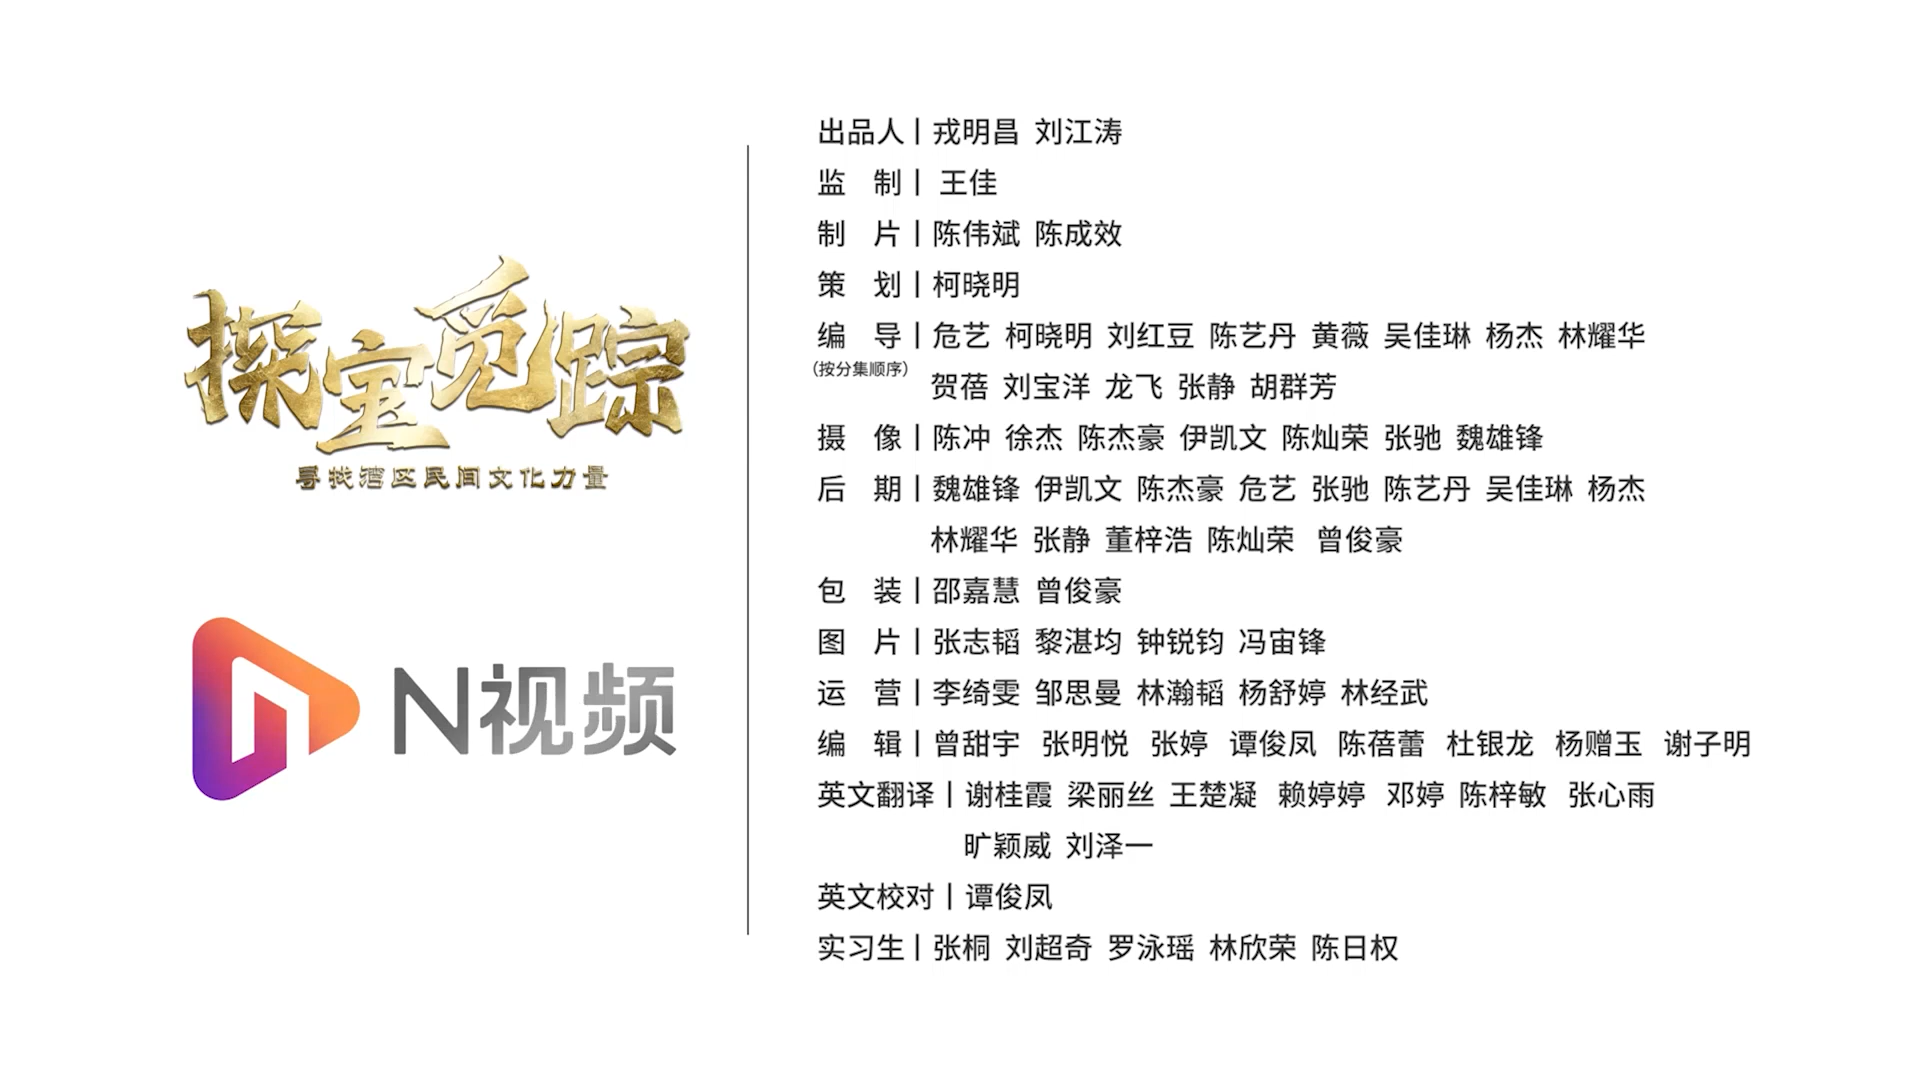 探宝觅踪
寻找湾区民间文化力量
N视频
出品人丨戎明昌 刘江涛
监 制丨 王佳
制 片丨陈伟斌 陈成效
策 划丨柯晓明
编 导丨危艺 柯晓明 刘红豆 陈艺丹 黄薇 吴佳琳 杨杰 林耀华
(按分集顺序)
贺蓓 刘宝洋 龙飞 张静 胡群芳
摄 像丨陈冲 徐杰 陈杰豪 伊凯文 陈灿荣 张驰 魏雄锋
后 期丨魏雄锋 伊凯文 陈杰豪 危艺 张驰 陈艺丹 吴佳琳 杨杰
林耀华 张静 董梓浩 陈灿荣 曾俊豪
包 装丨邵嘉慧 曾俊豪
图 片丨张志韬 黎湛均 钟锐钧 冯宙锋
运 营丨李绮雯 邹思曼 林瀚韬 杨舒婷 林经武
编 辑丨曾甜宇 张明悦 张婷 谭俊凤 陈蓓蕾 杜银龙 杨赠玉 谢子明
英文翻译丨谢桂霞 梁丽丝 王楚凝 赖婷婷 邓婷 陈梓敏 张心雨
旷颖威 刘泽一
英文校对丨谭俊凤
实习生丨张桐 刘超奇 罗泳瑶 林欣荣 陈日权